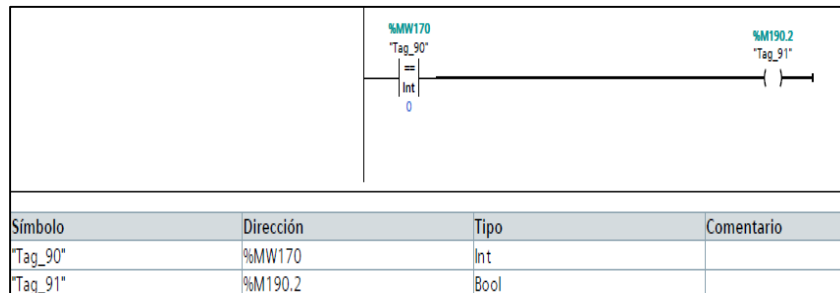 %MW170
"Tag_90"
==
Int
0
%M190.2
"Tag_91"
Símbolo Dirección Tipo Comentario
"Tag_90" %MW170 Int
"Tag_91" %M190.2 Bool